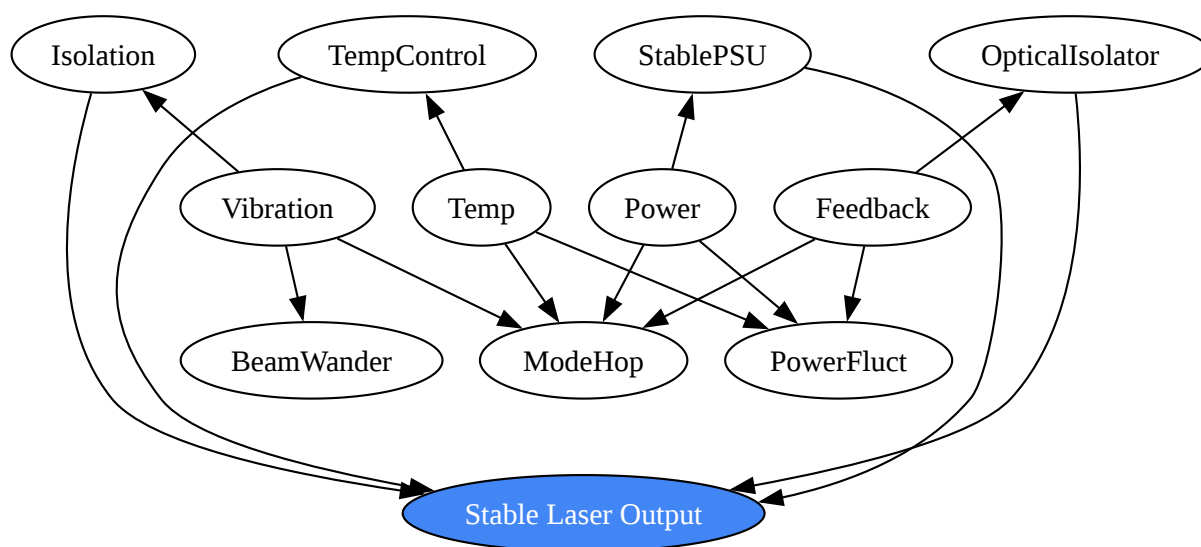 Isolation
TempControl
StablePSU
OpticalIsolator
Vibration
Temp
Power
Feedback
BeamWander
ModeHop
PowerFluct
Stable Laser Output